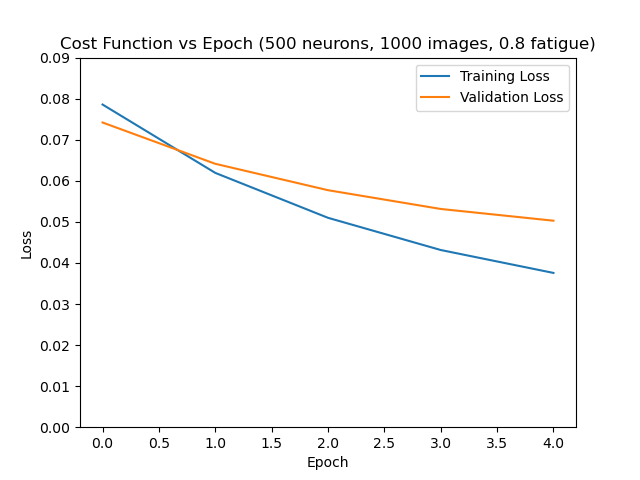 Cost Function vs Epoch (500 neurons, 1000 images, 0.8 fatigue)
Training Loss
Validation Loss
0.09
0.08
0.07
0.06
0.05
0.04
0.03
0.02
0.01
0.00
Loss
0.0 0.5 1.0 1.5 2.0 2.5 3.0 3.5 4.0
Epoch